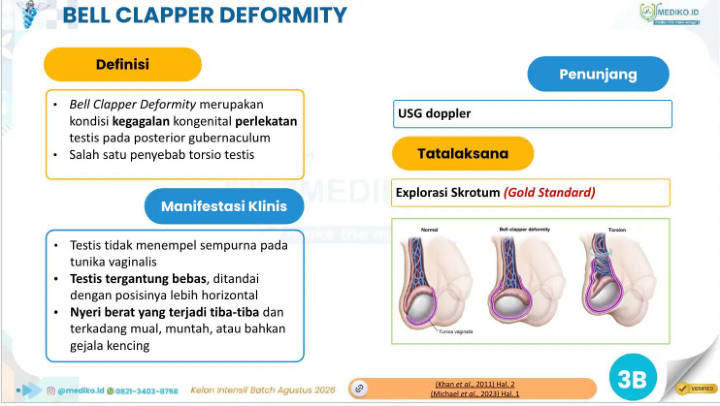 BELL CLAPPER DEFORMITY
MEDIKO.ID
Definisi
• Bell Clapper Deformity merupakan
kondisi kegagalan kongenital perlekatan
testis pada posterior gubernaculum
• Salah satu penyebab torsio testis
Manifestasi Klinis
• Testis tidak menempel sempurna pada
tunika vaginalis
• Testis tergantung bebas, ditandai
dengan posisinya lebih horizontal
• Nyeri berat yang terjadi tiba-tiba dan
terkadang mual, muntah, atau bahkan
gejala kencing
Penunjang
USG doppler
Tatalaksana
Explorasi Skrotum (Gold Standard)
Normal
Bell-clapper deformity
Torsion
Tunica vaginalis
@mediko.id 0821-3403-8768 Kelan Intensif Batch Agustus 2026
(Khan et al., 2011) Hal. 2
(Michael et al., 2023) Hal. 1
3B
VERIFIED